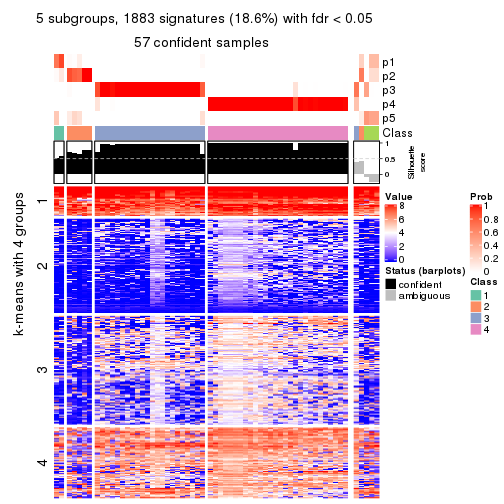 5 subgroups, 1883 signatures (18.6%) with fdr < 0.05
57 confident samples
p1
p2
p3
p4
p5
Class
1
0.5
0
Silhouette
score
k-means with 4 groups
1
2
3
4
Value
8
6
4
2
0
Status (barplots)
confident
ambiguous
Prob
1
0.8
0.6
0.4
0.2
0
Class
1
2
3
4